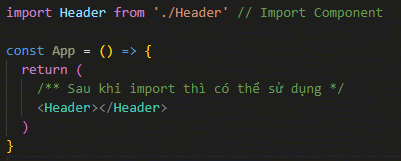 import Header from './Header' // Import Component
const App = () => {
return (
/** Sau khi import thì có thể sử dụng */
<Header></Header>
)
}